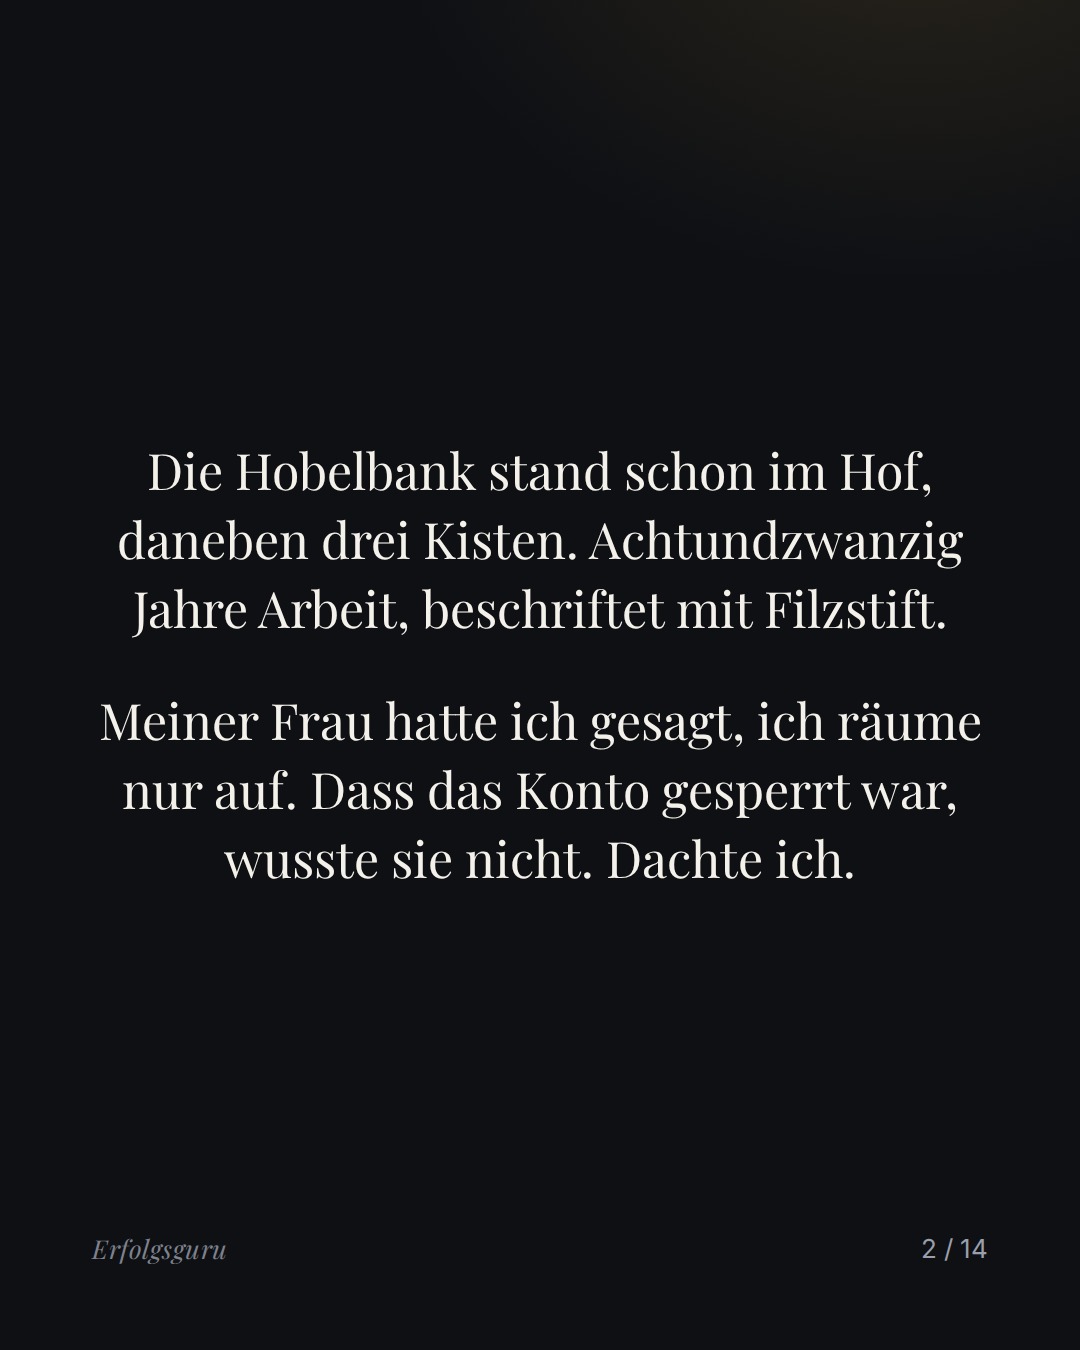 Die Hobelbank stand schon im Hof,
daneben drei Kisten. Achtundzwanzig
Jahre Arbeit, beschriftet mit Filzstift.
Meiner Frau hatte ich gesagt, ich räume
nur auf. Dass das Konto gesperrt war,
wusste sie nicht. Dachte ich.
Erfolgsguru
2 / 14